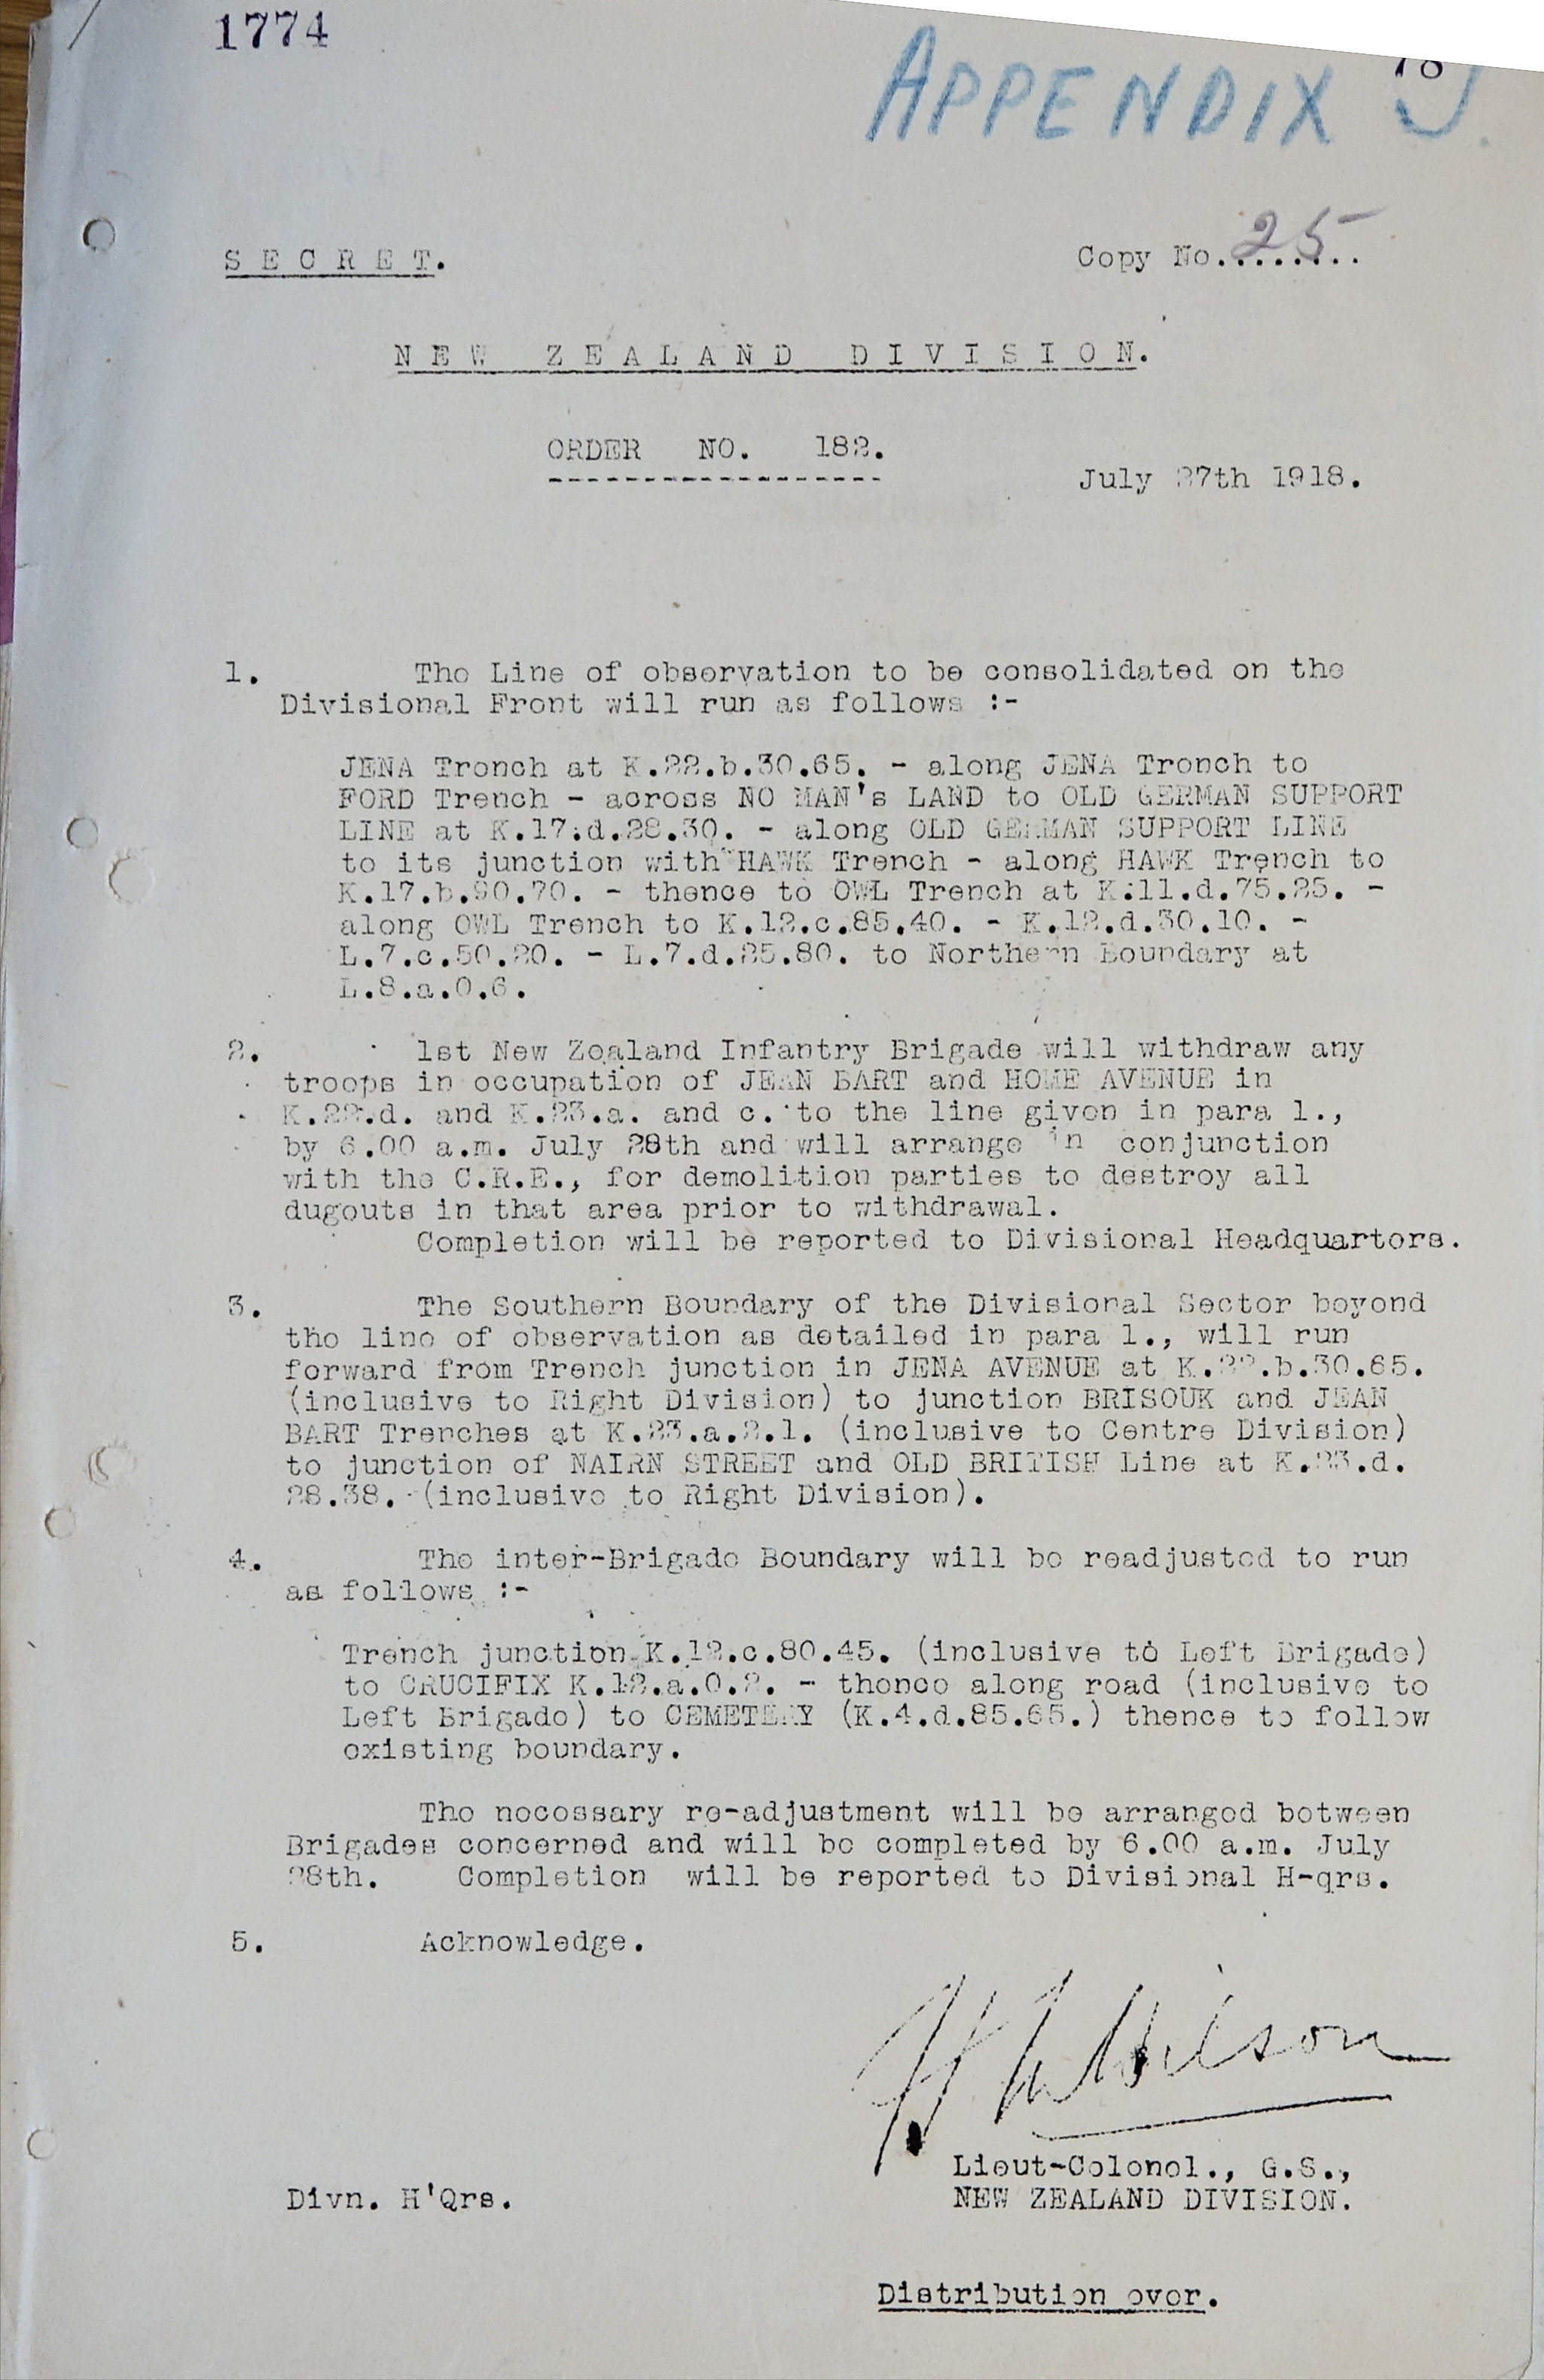 1774
78
APPENDIX J.
SECRET.
Copy No.25........
NEW ZEALAND DIVISION.
ORDER NO. 182.
July 27th 1918.
1. The Line of observation to be consolidated on the
Divisional Front will run as follows :-
JENA Trench at K.22.b.30.65. - along JENA Trench to
FORD Trench - across NO MAN's LAND to OLD GERMAN SUPPORT
LINE at K.17.d.28.30. - along OLD GERMAN SUPPORT LINE
to its junction with HAWK Trench - along HAWK Trench to
K.17.b.90.70. - thence to OWL Trench at K.11.d.75.25. -
along OWL Trench to K.12.c.85.40. - K.12.d.30.10. -
L.7.c.50.20. - L.7.d.25.80. to Northern Boundary at
L.8.a.0.6.
2. 1st New Zealand Infantry Brigade will withdraw any
troops in occupation of JEAN BART and HOME AVENUE in
K.22.d. and K.23.a. and c. to the line given in para 1.,
by 6.00 a.m. July 28th and will arrange in conjunction
with the C.R.E., for demolition parties to destroy all
dugouts in that area prior to withdrawal.
Completion will be reported to Divisional Headquarters.
3. The Southern Boundary of the Divisional Sector beyond
the line of observation as detailed in para 1., will run
forward from Trench junction in JENA AVENUE at K.22.b.30.65.
(inclusive to Right Division) to junction BRISOUK and JEAN
BART Trenches at K.23.a.2.1. (inclusive to Centre Division)
to junction of NAIRN STREET and OLD BRITISH Line at K.23.d.
28.38. (inclusive to Right Division).
4. The inter-Brigade Boundary will be readjusted to run
as follows :-
Trench junction K.12.c.80.45. (inclusive to Left Brigade)
to CRUCIFIX K.12.a.0.2. - thence along road (inclusive to
Left Brigade) to CEMETERY (K.4.d.85.65.) thence to follow
existing boundary.
The necessary re-adjustment will be arranged between
Brigades concerned and will be completed by 6.00 a.m. July
28th. Completion will be reported to Divisional H-qrs.
5. Acknowledge.
Wilson
Lieut-Colonel., G.S.,
Divn. H'Qrs.
NEW ZEALAND DIVISION.
Distribution over.